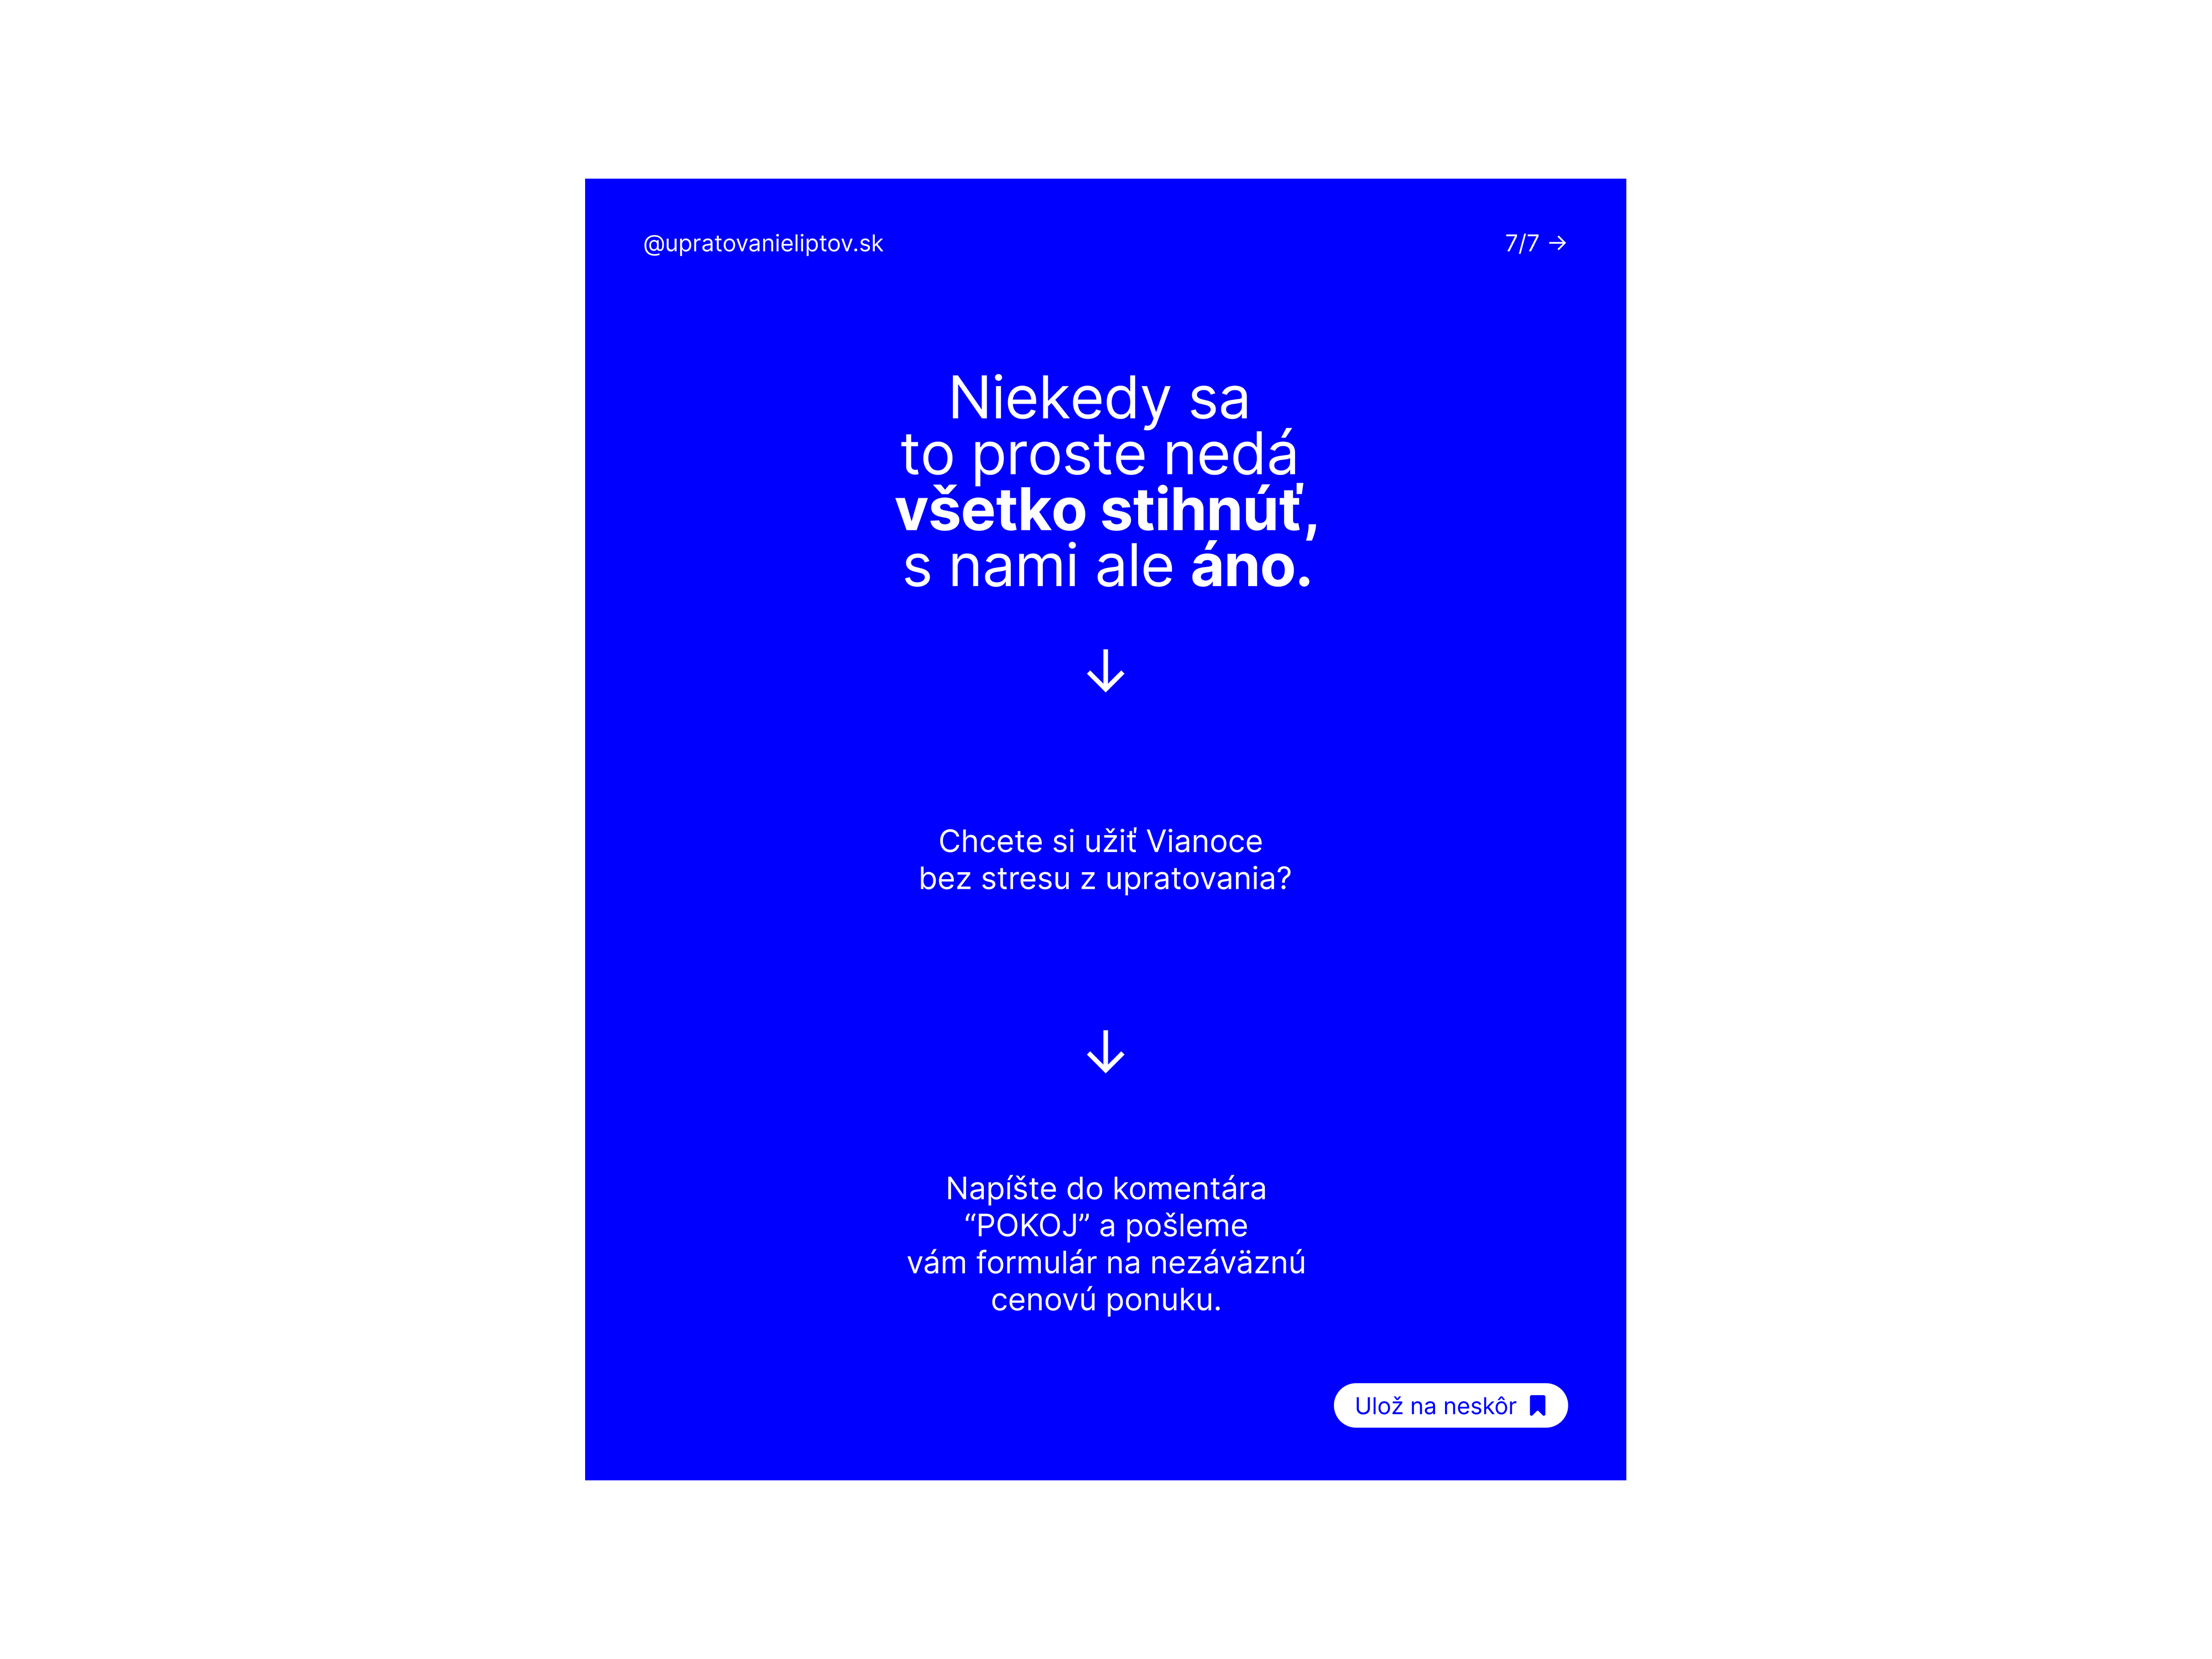 @upratovanieliptov.sk
7/7 →
Niekedy sa
to proste nedá
všetko stihnúť,
s nami ale áno.
↓
Chcete si užiť Vianoce
bez stresu z upratovania?
↓
Napíšte do komentára
“POKOJ” a pošleme
vám formulár na nezáväznú
cenovú ponuku.
Ulož na neskôr